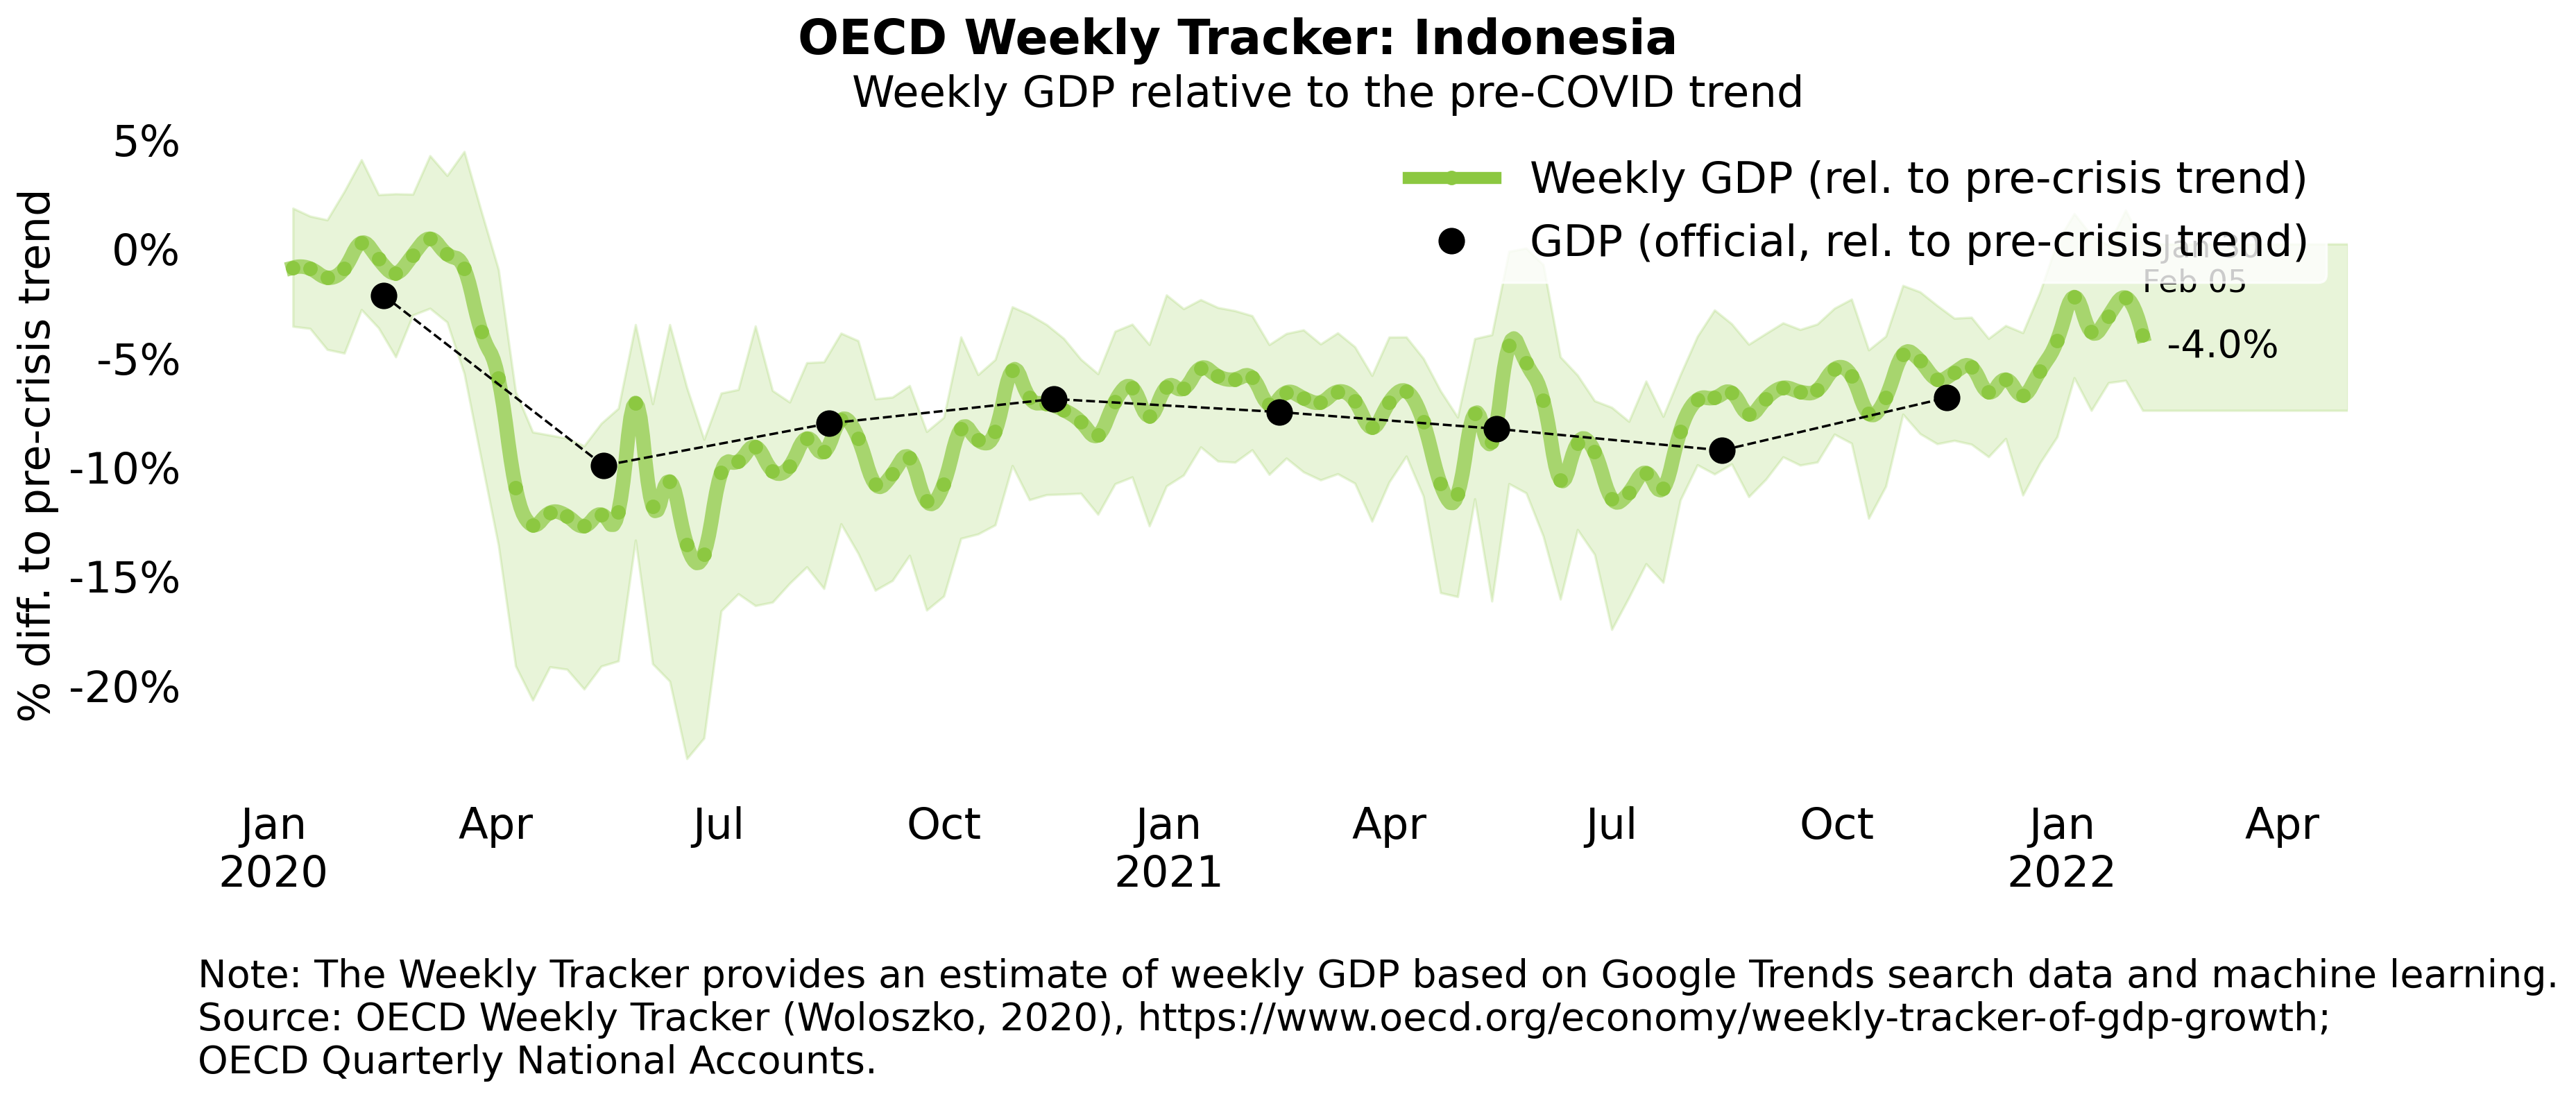 OECD Weekly Tracker: Indonesia
Weekly GDP relative to the pre-COVID trend
% diff. to pre-crisis trend
5%
0%
-5%
-10%
-15%
-20%
Weekly GDP (rel. to pre-crisis trend)
GDP (official, rel. to pre-crisis trend)
Jan 30
Feb 05
-4.0%
Jan Apr Jul Oct Jan Apr Jul Oct Jan Apr
2020 2021 2022
Note: The Weekly Tracker provides an estimate of weekly GDP based on Google Trends search data and machine learning.
Source: OECD Weekly Tracker (Woloszko, 2020), https://www.oecd.org/economy/weekly-tracker-of-gdp-growth;
OECD Quarterly National Accounts.